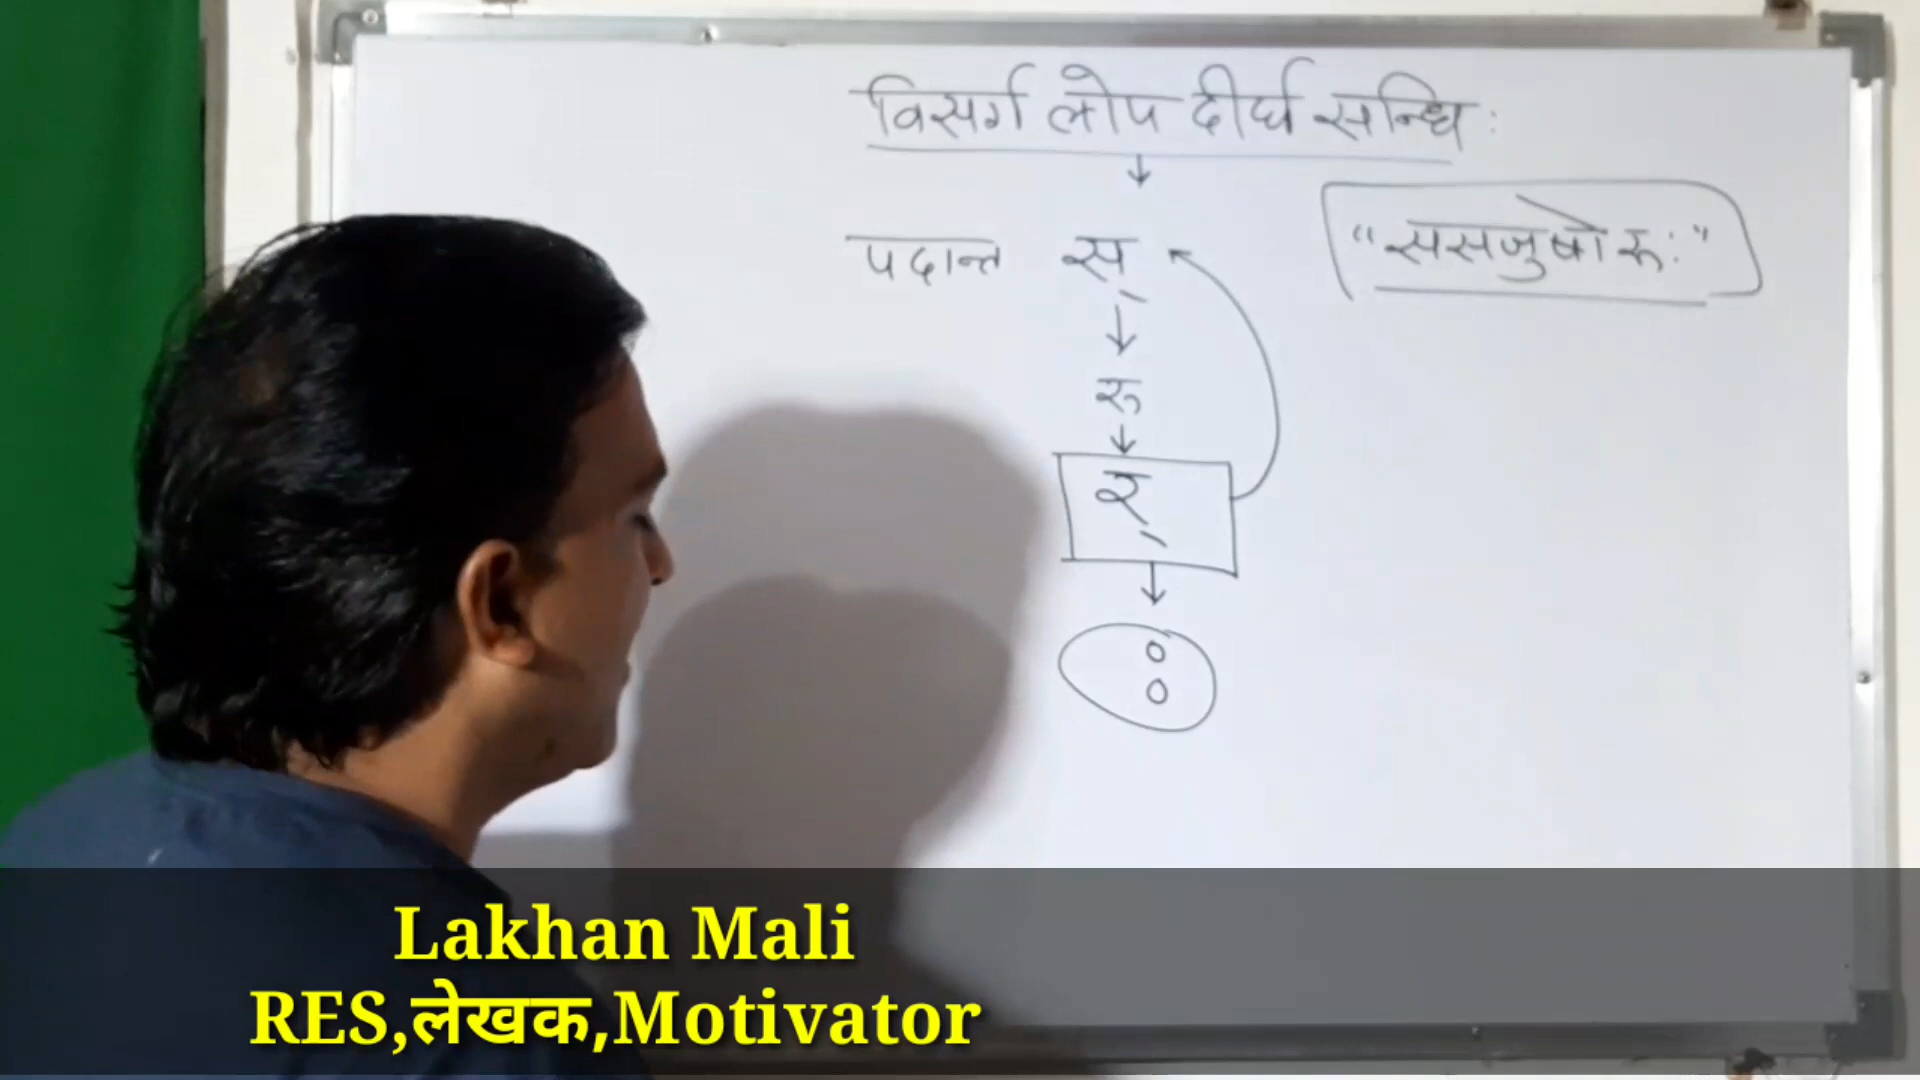 विसर्ग लोप दीर्घ सन्धि:
पदान्त स्
"ससजुषो रु:"
रु
र्
:
Lakhan Mali
RES,लेखक,Motivator